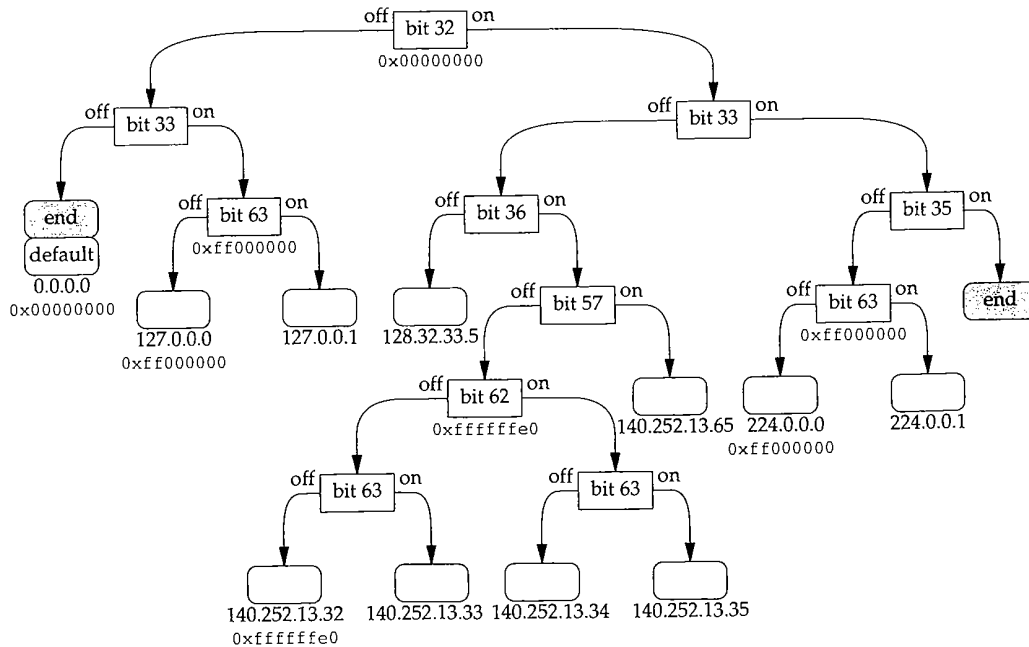 off bit 32 on
0x00000000
off bit 33 on
off bit 33 on
end
default
0.0.0.0
0x00000000
off bit 63 on
0xff000000
off bit 36 on
off bit 35 on
127.0.0.0
0xff000000
127.0.0.1
128.32.33.5
off bit 57 on
off bit 63 on
0xff000000
end
off bit 62 on
0xffffffe0
140.252.13.65
224.0.0.0
0xff000000
224.0.0.1
off bit 63 on
off bit 63 on
140.252.13.32
0xffffffe0
140.252.13.33
140.252.13.34
140.252.13.35